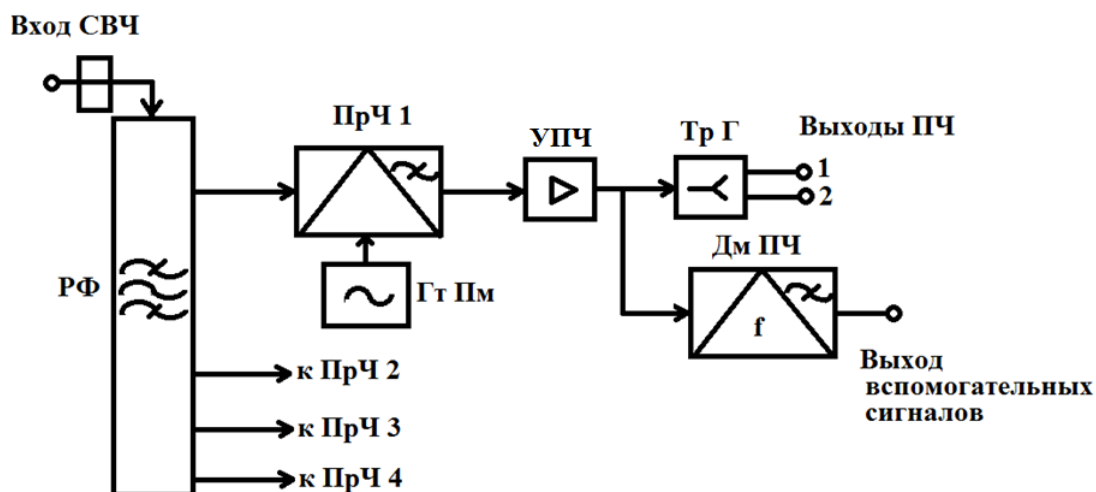 Вход СВЧ
ПрЧ 1
УПЧ
Тр Г
Выходы ПЧ
1
2
РФ
Гт Пм
Дм ПЧ
f
к ПрЧ 2
к ПрЧ 3
к ПрЧ 4
Выход
вспомогательных
сигналов